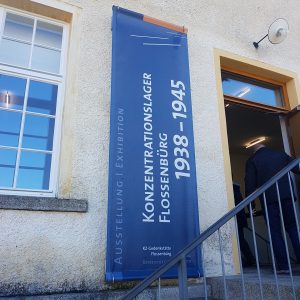 AUSSTELLUNG | EXHIBITION
KONZENTRATIONSLAGER
FLOSSENBÜRG
1938–1945
KZ-Gedenkstätte
Flossenbürg